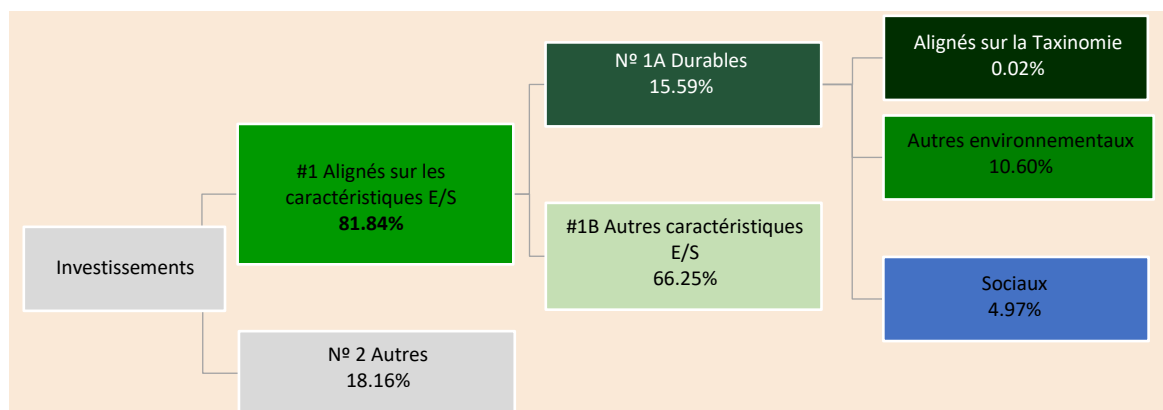 Investissements
#1 Alignés sur les
caractéristiques E/S
81.84%
Nº 2 Autres
18.16%
Nº 1A Durables
15.59%
#1B Autres caractéristiques
E/S
66.25%
Alignés sur la Taxinomie
0.02%
Autres environnementaux
10.60%
Sociaux
4.97%